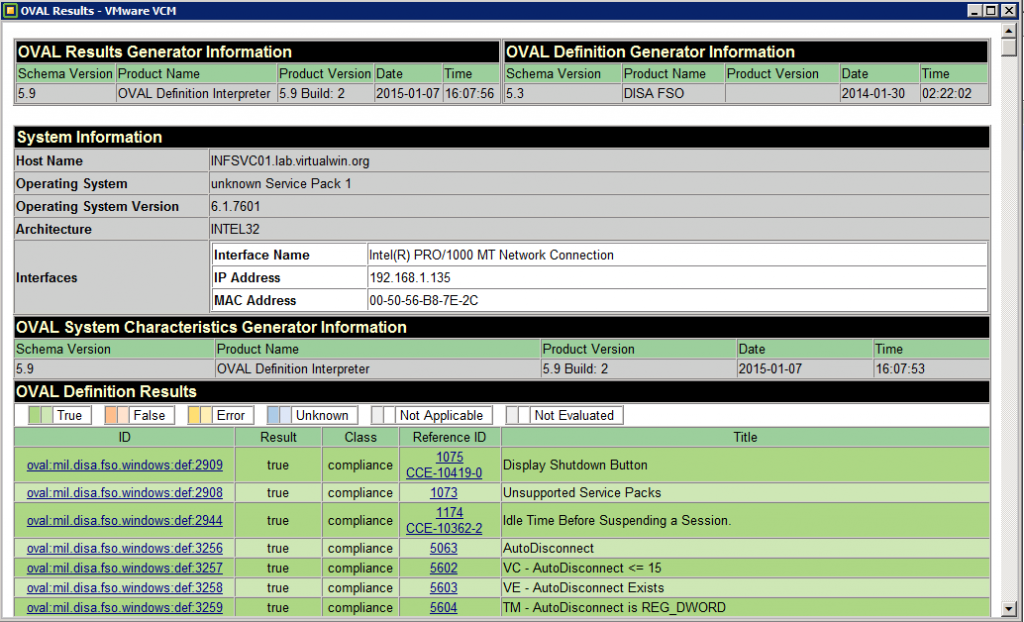 OVAL Results - VMware VCM
OVAL Results Generator Information OVAL Definition Generator Information
Schema Version Product Name Product Version Date Time Schema Version Product Name Product Version Date Time
5.9 OVAL Definition Interpreter 5.9 Build: 2 2015-01-07 16:07:56 5.3 DISA FSO 2014-01-30 02:22:02
System Information
Host Name INFSVC01.lab.virtualwin.org
Operating System unknown Service Pack 1
Operating System Version 6.1.7601
Architecture INTEL32
Interfaces
Interface Name Intel(R) PRO/1000 MT Network Connection
IP Address 192.168.1.135
MAC Address 00-50-56-B8-7E-2C
OVAL System Characteristics Generator Information
Schema Version Product Name Product Version Date Time
5.9 OVAL Definition Interpreter 5.9 Build: 2 2015-01-07 16:07:53
OVAL Definition Results
True False Error Unknown Not Applicable Not Evaluated
ID Result Class Reference ID Title
oval:mil.disa.fso.windows:def:2909 true compliance 1075 CCE-10419-0 Display Shutdown Button
oval:mil.disa.fso.windows:def:2908 true compliance 1073 Unsupported Service Packs
oval:mil.disa.fso.windows:def:2944 true compliance 1174 CCE-10362-2 Idle Time Before Suspending a Session.
oval:mil.disa.fso.windows:def:3256 true compliance 5063 AutoDisconnect
oval:mil.disa.fso.windows:def:3257 true compliance 5602 VC - AutoDisconnect <= 15
oval:mil.disa.fso.windows:def:3258 true compliance 5603 VE - AutoDisconnect Exists
oval:mil.disa.fso.windows:def:3259 true compliance 5604 TM - AutoDisconnect is REG_DWORD